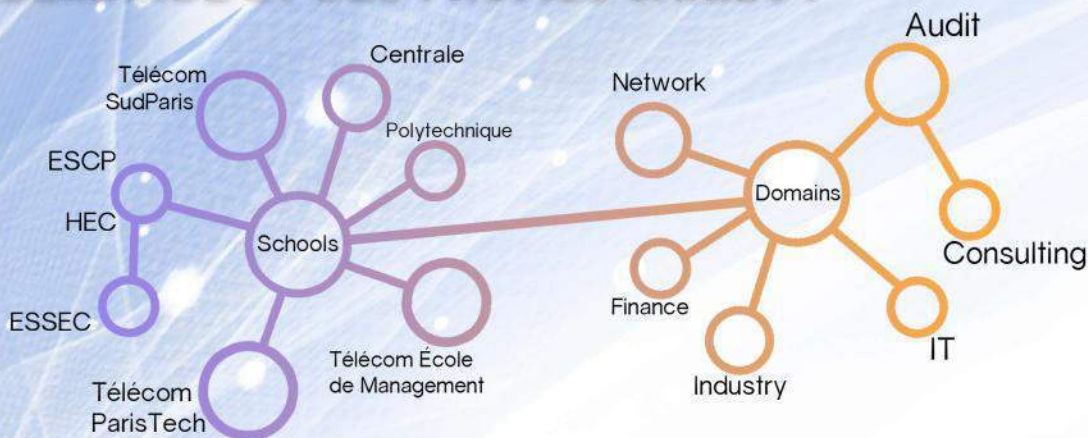 Audit
Centrale
Télécom
SudParis
Network
Polytechnique
ESCP
Domains
HEC
Schools
Consulting
Finance
ESSEC
IT
Télécom École
de Management
Industry
Télécom
ParisTech